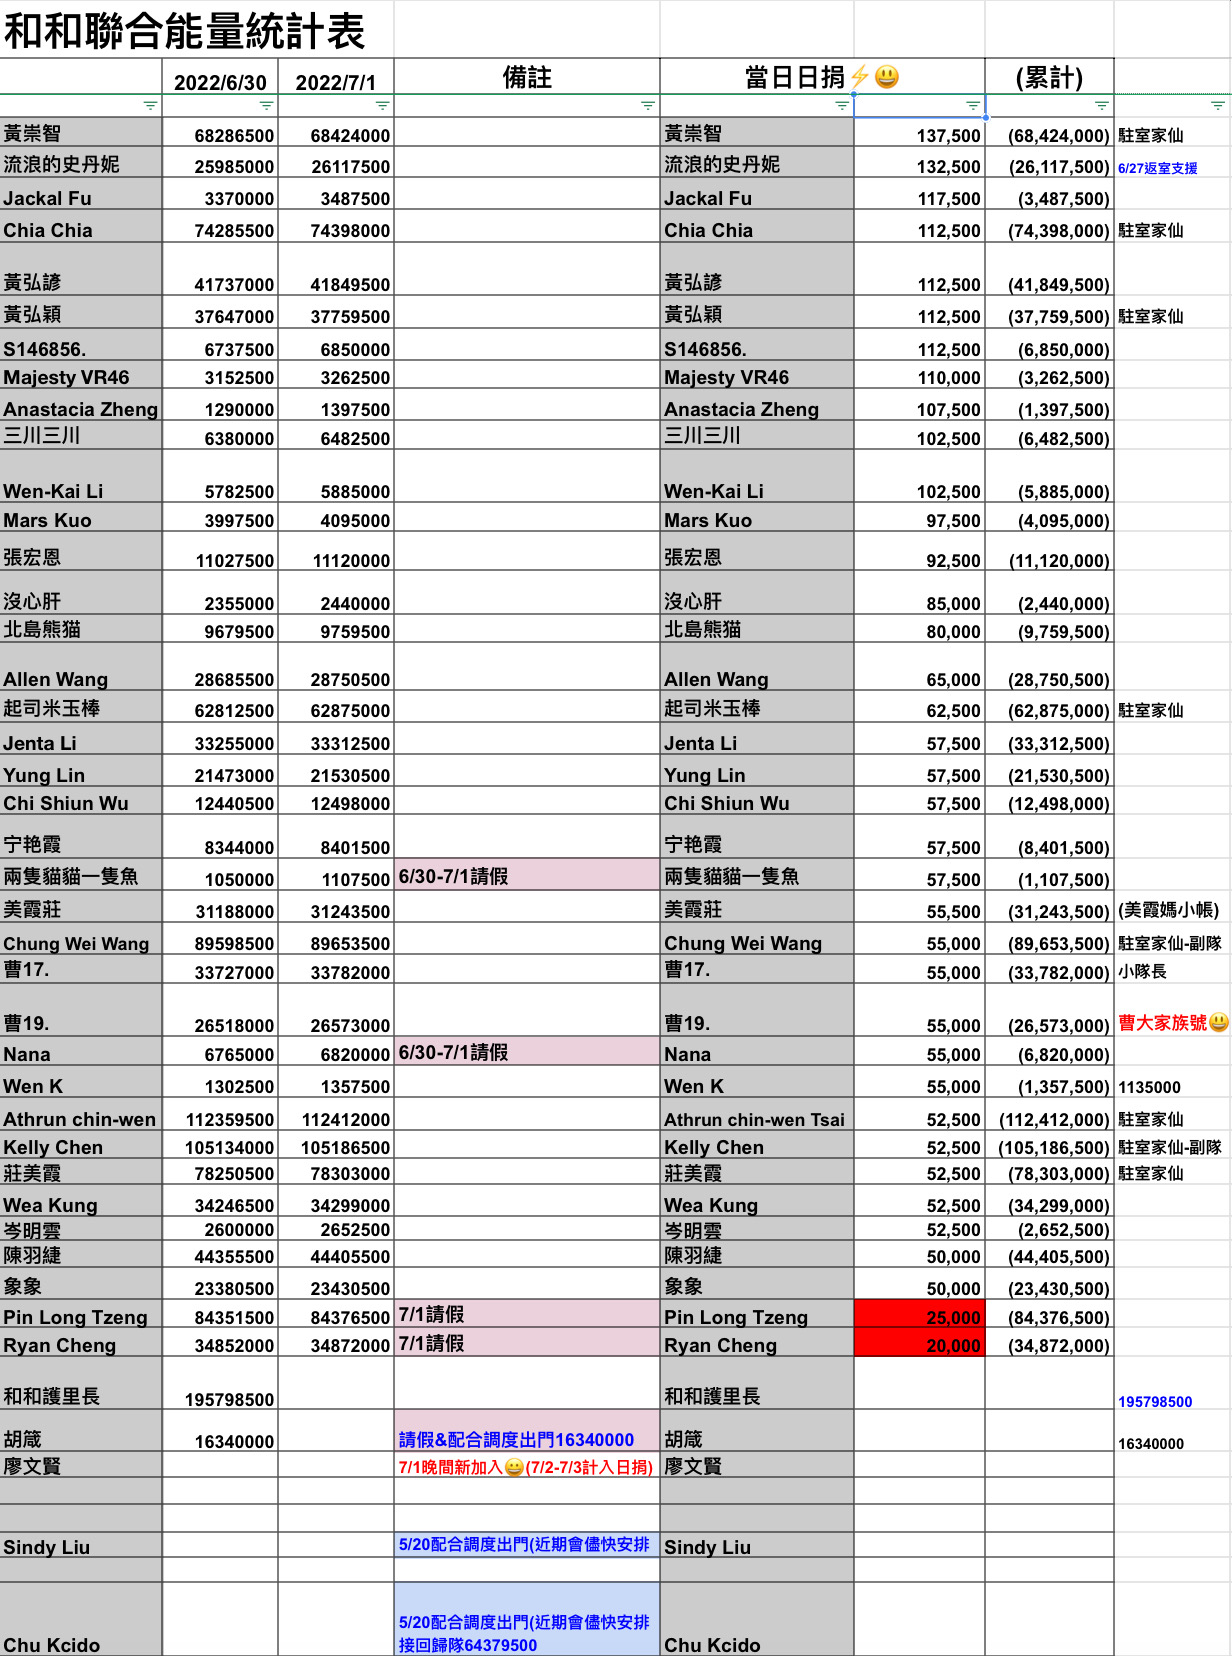 和和聯合能量統計表
2022/6/30 2022/7/1 備註 當日日捐⚡😃 (累計)
黃崇智 68286500 68424000 黃崇智 137,500 (68,424,000) 駐室家仙
流浪的史丹妮 25985000 26117500 流浪的史丹妮 132,500 (26,117,500) 6/27返室支援
Jackal Fu 3370000 3487500 Jackal Fu 117,500 (3,487,500)
Chia Chia 74285500 74398000 Chia Chia 112,500 (74,398,000) 駐室家仙
黃弘諺 41737000 41849500 黃弘諺 112,500 (41,849,500)
黃弘穎 37647000 37759500 黃弘穎 112,500 (37,759,500) 駐室家仙
S146856. 6737500 6850000 S146856. 112,500 (6,850,000)
Majesty VR46 3152500 3262500 Majesty VR46 110,000 (3,262,500)
Anastacia Zheng 1290000 1397500 Anastacia Zheng 107,500 (1,397,500)
三川三川 6380000 6482500 三川三川 102,500 (6,482,500)
Wen-Kai Li 5782500 5885000 Wen-Kai Li 102,500 (5,885,000)
Mars Kuo 3997500 4095000 Mars Kuo 97,500 (4,095,000)
張宏恩 11027500 11120000 張宏恩 92,500 (11,120,000)
沒心肝 2355000 2440000 沒心肝 85,000 (2,440,000)
北島熊猫 9679500 9759500 北島熊猫 80,000 (9,759,500)
Allen Wang 28685500 28750500 Allen Wang 65,000 (28,750,500)
起司米玉棒 62812500 62875000 起司米玉棒 62,500 (62,875,000) 駐室家仙
Jenta Li 33255000 33312500 Jenta Li 57,500 (33,312,500)
Yung Lin 21473000 21530500 Yung Lin 57,500 (21,530,500)
Chi Shiun Wu 12440500 12498000 Chi Shiun Wu 57,500 (12,498,000)
宁艳霞 8344000 8401500 宁艳霞 57,500 (8,401,500)
兩隻貓貓一隻魚 1050000 1107500 6/30-7/1請假 兩隻貓貓一隻魚 57,500 (1,107,500)
美霞莊 31188000 31243500 美霞莊 55,500 (31,243,500) (美霞媽小帳)
Chung Wei Wang 89598500 89653500 Chung Wei Wang 55,000 (89,653,500) 駐室家仙-副隊
曹17. 33727000 33782000 曹17. 55,000 (33,782,000) 小隊長
曹19. 26518000 26573000 曹19. 55,000 (26,573,000) 曹大家族號😃
Nana 6765000 6820000 6/30-7/1請假 Nana 55,000 (6,820,000)
Wen K 1302500 1357500 Wen K 55,000 (1,357,500) 1135000
Athrun chin-wen 112359500 112412000 Athrun chin-wen Tsai 52,500 (112,412,000) 駐室家仙
Kelly Chen 105134000 105186500 Kelly Chen 52,500 (105,186,500) 駐室家仙-副隊
莊美霞 78250500 78303000 莊美霞 52,500 (78,303,000) 駐室家仙
Wea Kung 34246500 34299000 Wea Kung 52,500 (34,299,000)
岑明雲 2600000 2652500 岑明雲 52,500 (2,652,500)
陳羽緁 44355500 44405500 陳羽緁 50,000 (44,405,500)
象象 23380500 23430500 象象 50,000 (23,430,500)
Pin Long Tzeng 84351500 84376500 7/1請假 Pin Long Tzeng 25,000 (84,376,500)
Ryan Cheng 34852000 34872000 7/1請假 Ryan Cheng 20,000 (34,872,000)
和和護里長 195798500 和和護里長 195798500
胡箴 16340000 請假&配合調度出門16340000 胡箴 16340000
廖文賢 7/1晚間新加入😀(7/2-7/3計入日捐) 廖文賢
Sindy Liu 5/20配合調度出門(近期會儘快安排 Sindy Liu
5/20配合調度出門(近期會儘快安排
Chu Kcido 接回歸隊64379500 Chu Kcido